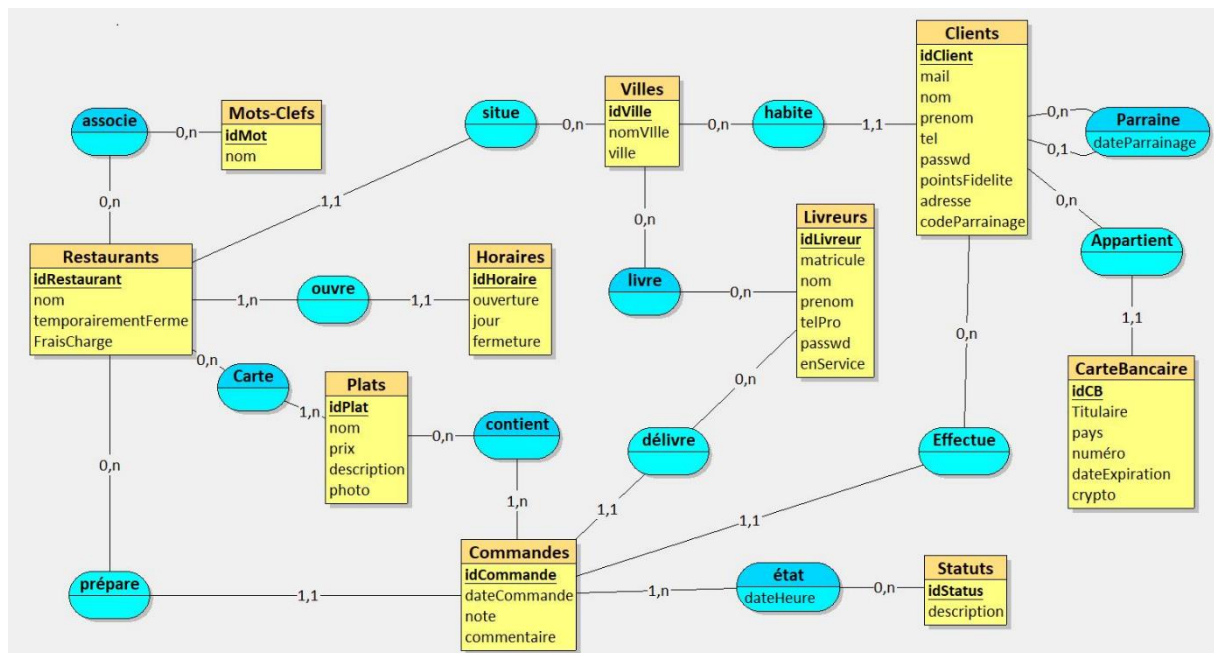 Clients
idClient
mail
nom
prenom
tel
passwd
pointsFidelite
adresse
codeParrainage
0,n
0,1
Parraine
dateParrainage
0,n
Appartient
1,1
CarteBancaire
idCB
Titulaire
pays
numéro
dateExpiration
crypto
associe
0,n
Mots-Clefs
idMot
nom
0,n
situe
0,n
1,1
Villes
idVille
nomVIlle
ville
0,n
habite
1,1
0,n
livre
0,n
Livreurs
idLivreur
matricule
nom
prenom
telPro
passwd
enService
Restaurants
idRestaurant
nom
temporairementFerme
FraisCharge
1,n
ouvre
1,1
Horaires
idHoraire
ouverture
jour
fermeture
0,n
Carte
1,n
Plats
idPlat
nom
prix
description
photo
0,n
contient
1,n
0,n
délivre
1,1
0,n
Effectue
1,1
0,n
prépare
1,1
Commandes
idCommande
dateCommande
note
commentaire
1,n
état
dateHeure
0,n
Statuts
idStatus
description